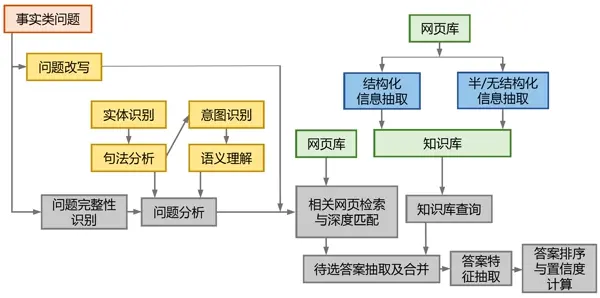 事实类问题
网页库
问题改写
结构化
信息抽取
半/无结构化
信息抽取
实体识别
意图识别
句法分析
语义理解
网页库
知识库
问题完整性
识别
问题分析
相关网页检索
与深度匹配
知识库查询
待选答案抽取及合并
答案特
征抽取
答案排序
与置信度
计算